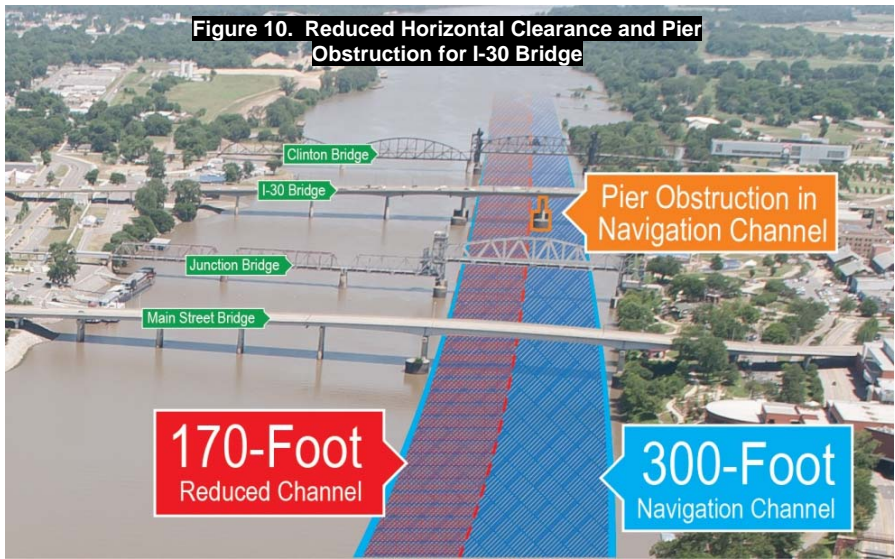 Figure 10.  Reduced Horizontal Clearance and Pier
Obstruction for I-30 Bridge
Clinton Bridge
I-30 Bridge
Pier Obstruction in
Navigation Channel
Junction Bridge
Main Street Bridge
170-Foot
Reduced Channel
300-Foot
Navigation Channel